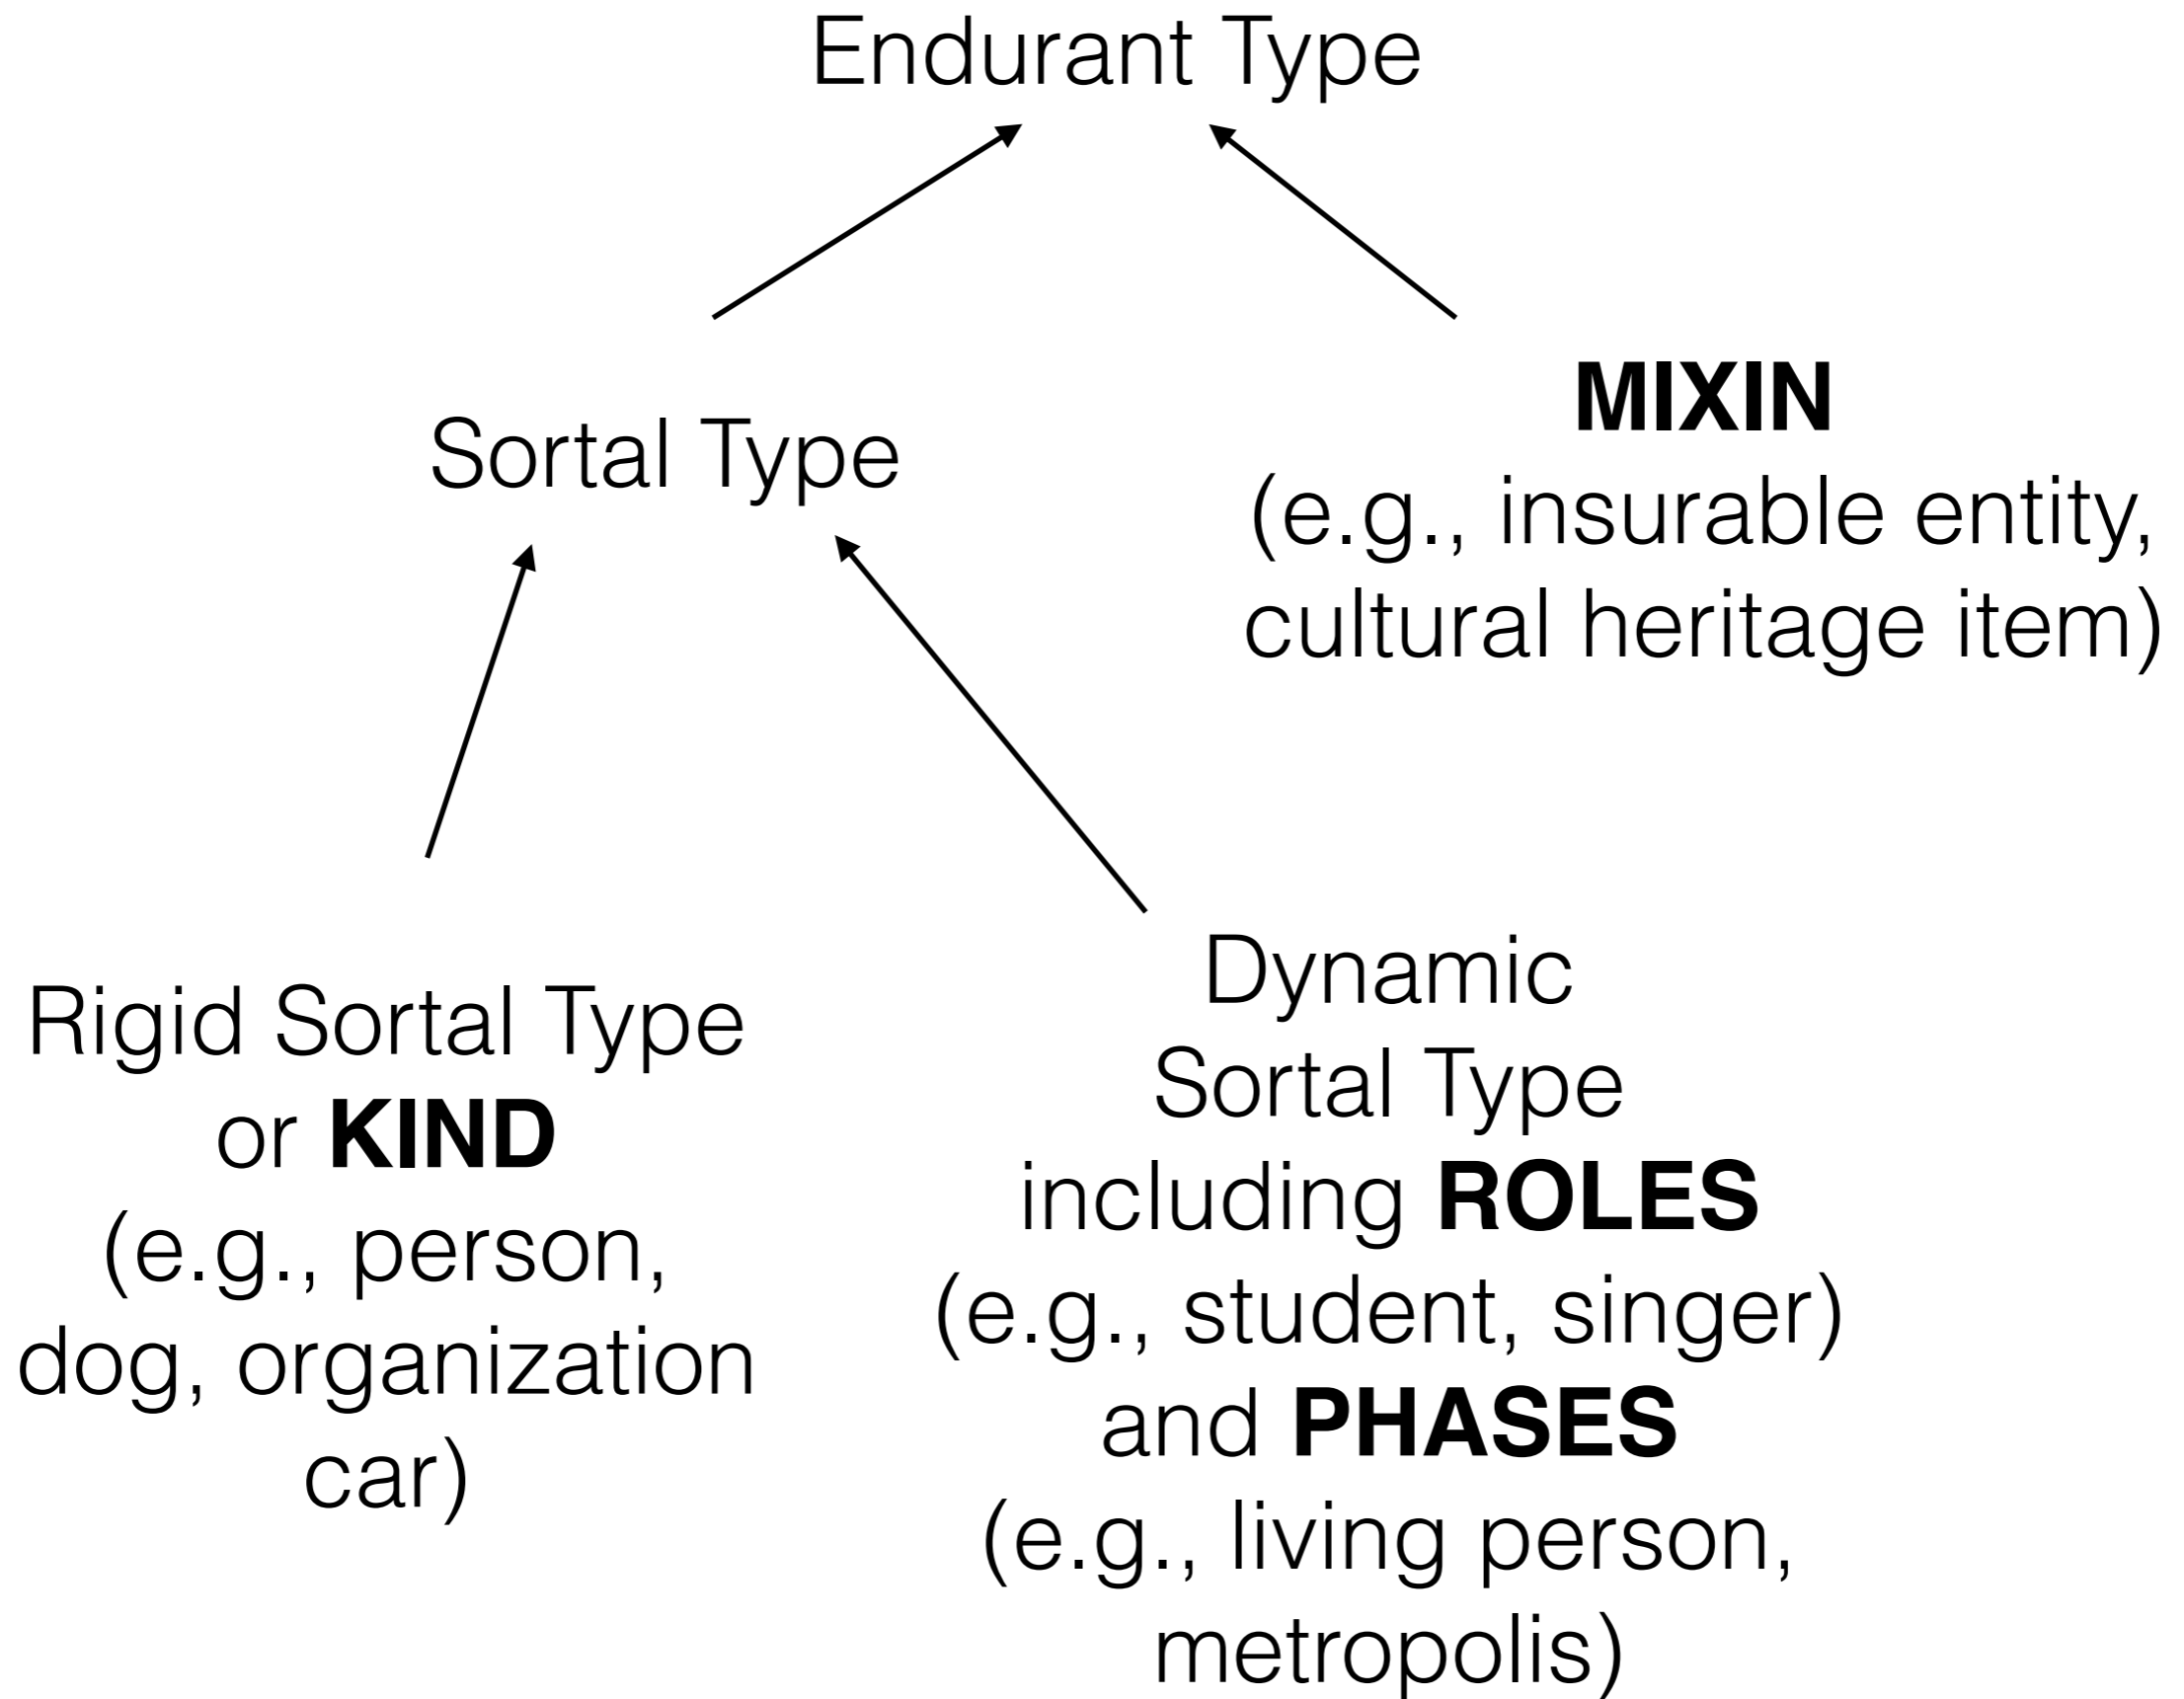 Endurant Type
Sortal Type
MIXIN
(e.g., insurable entity,
cultural heritage item)
Rigid Sortal Type
or KIND
(e.g., person,
dog, organization
car)
Dynamic
Sortal Type
including ROLES
(e.g., student, singer)
and PHASES
(e.g., living person,
metropolis)